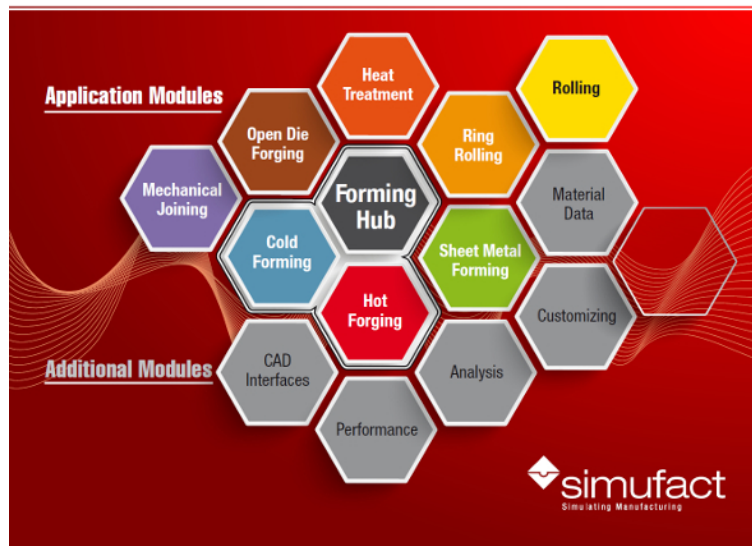 Application Modules
Heat
Treatment
Rolling
Open Die
Forging
Ring
Rolling
Mechanical
Joining
Forming
Hub
Material
Data
Cold
Forming
Sheet Metal
Forming
Hot
Forging
Customizing
Additional Modules
CAD
Interfaces
Analysis
Performance
simufact
Simulating Manufacturing